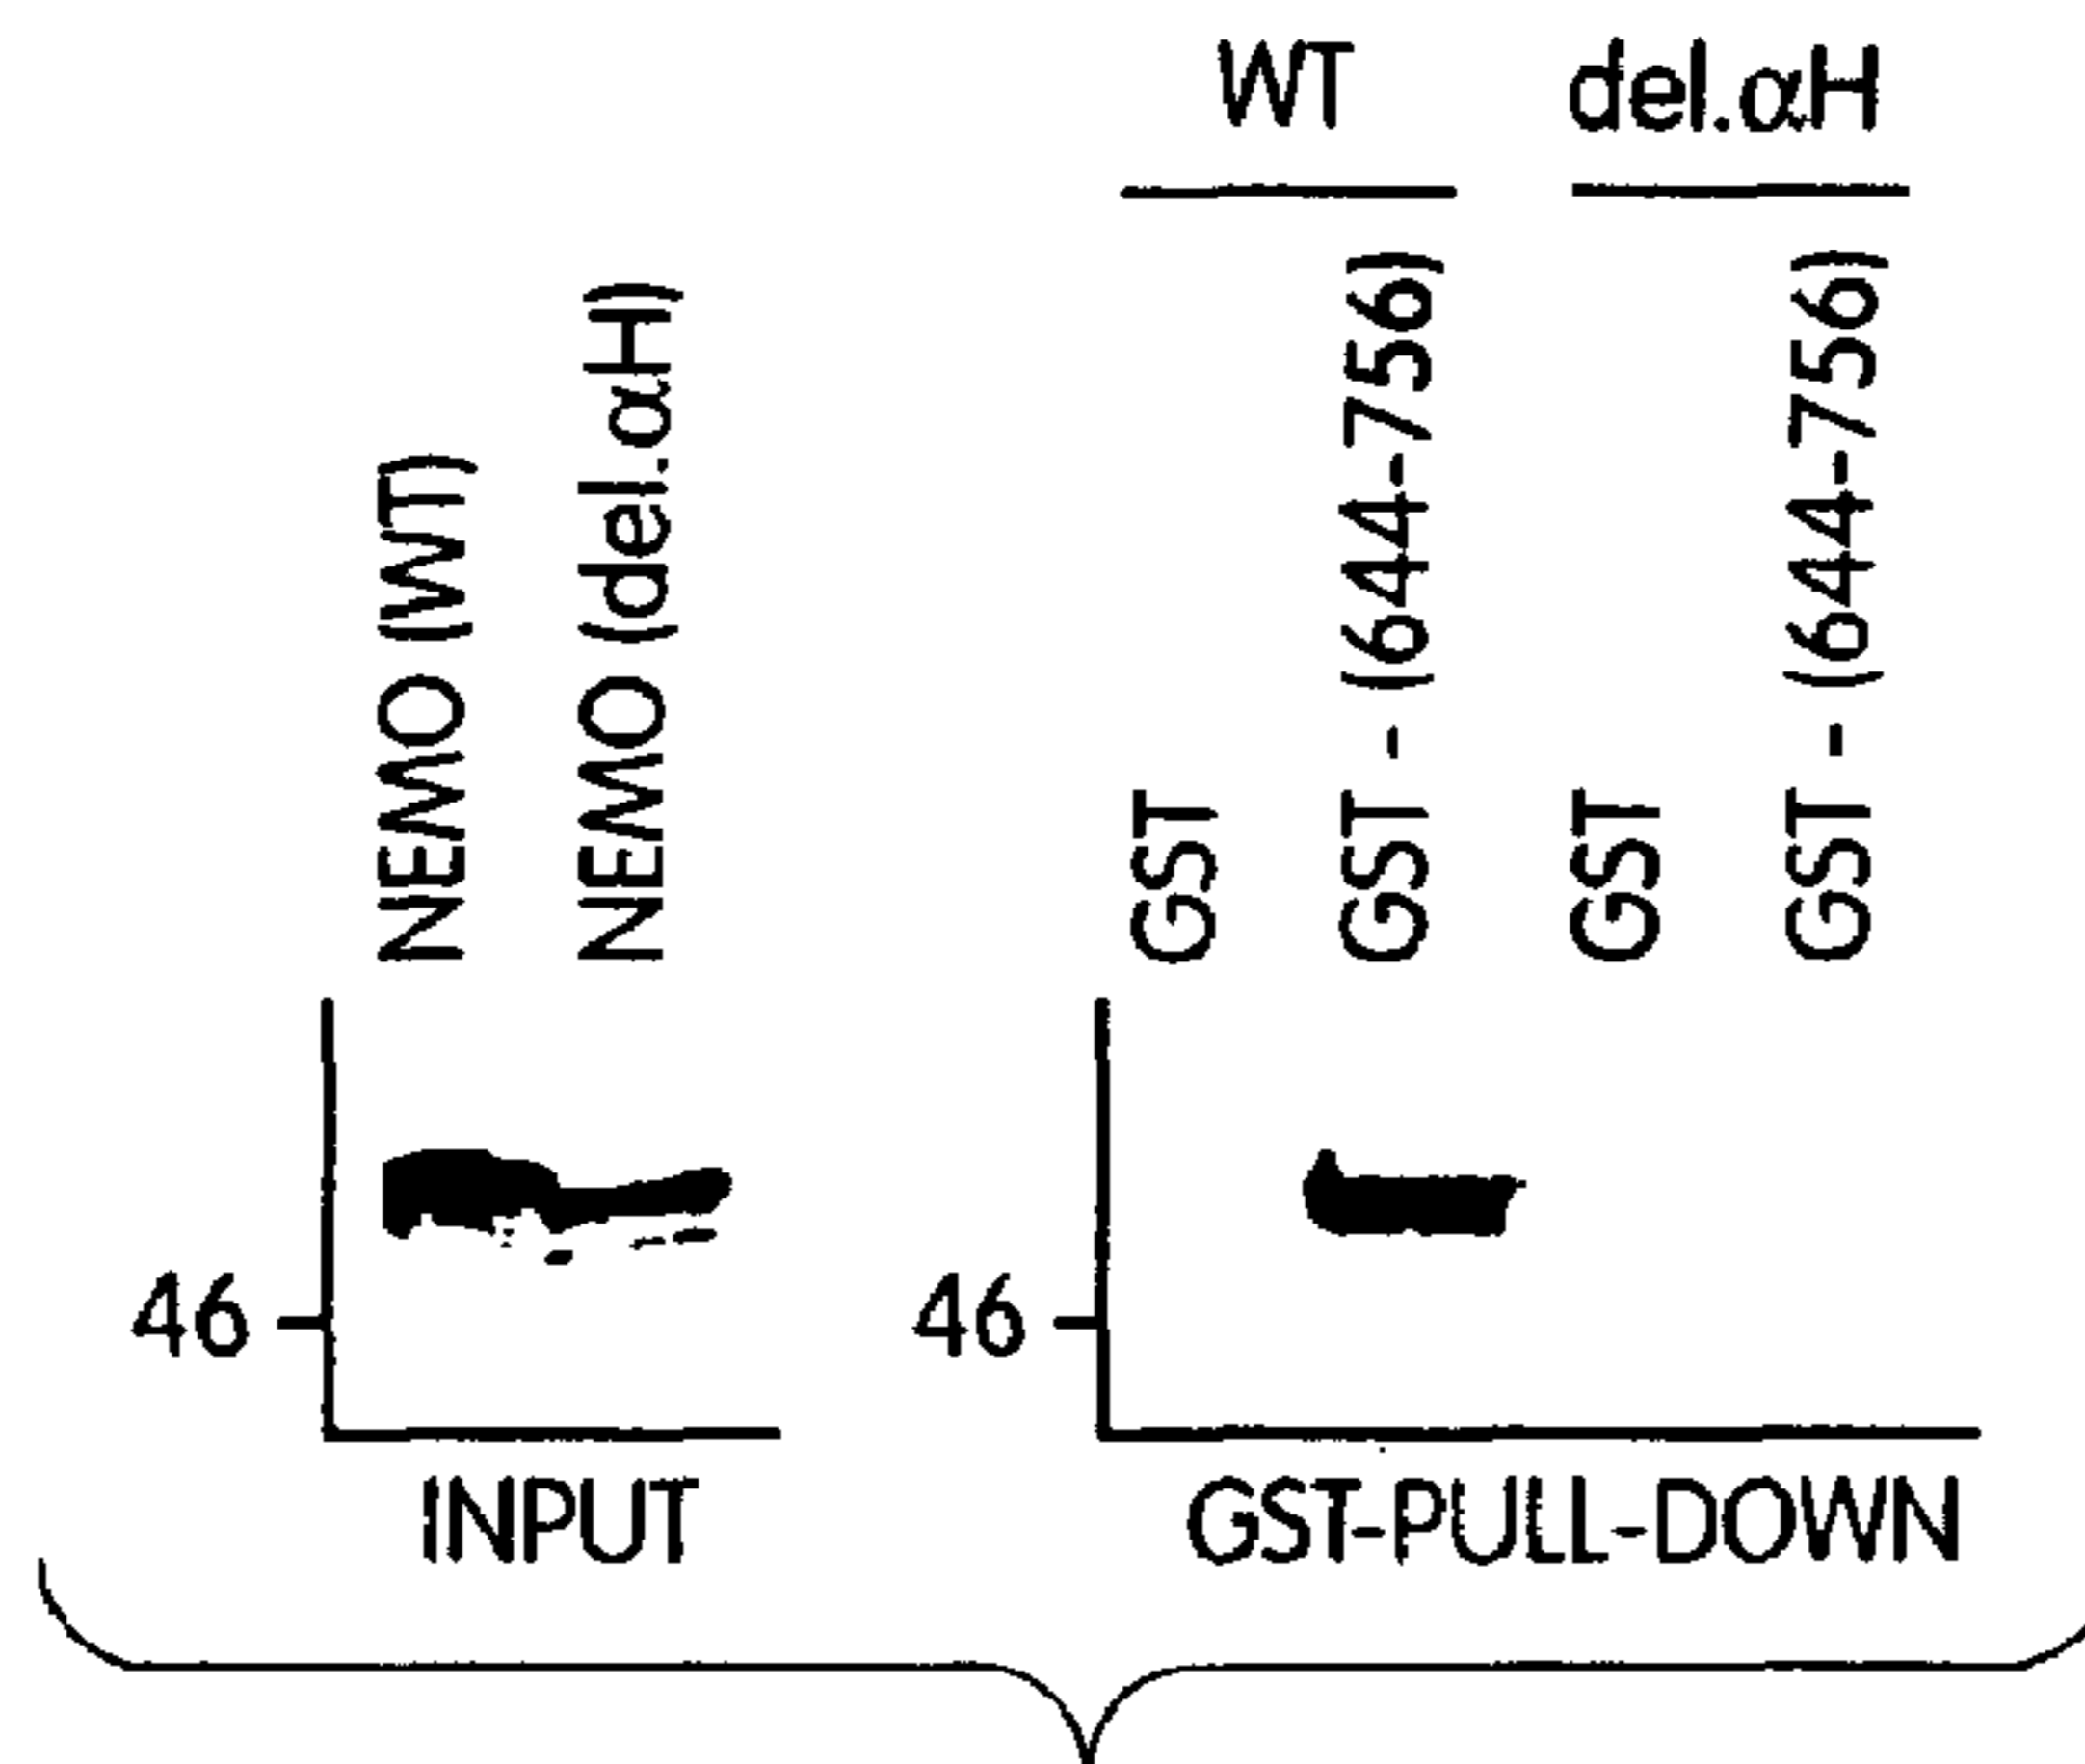 WT del.αH
NEMO (WT)
NEMO (del.αH)
GST
GST - (644-756)
GST
GST - (644-756)
46
46
INPUT
GST-PULL-DOWN